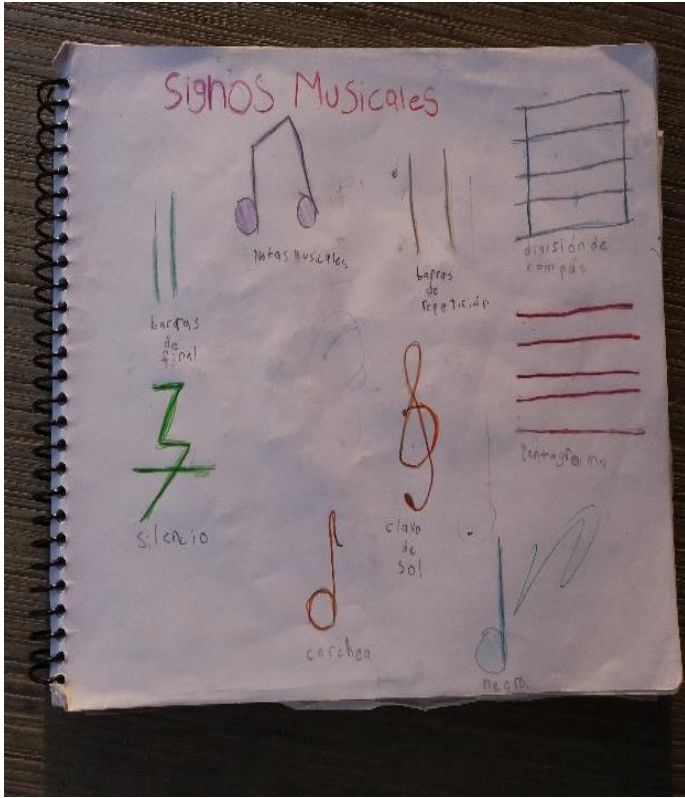 Signos Musicales
Notas Musicales
barras
de
repetición
división de
compás
barras
de
final
silencio
clave
de
sol
Pentagrama
corchea
negra